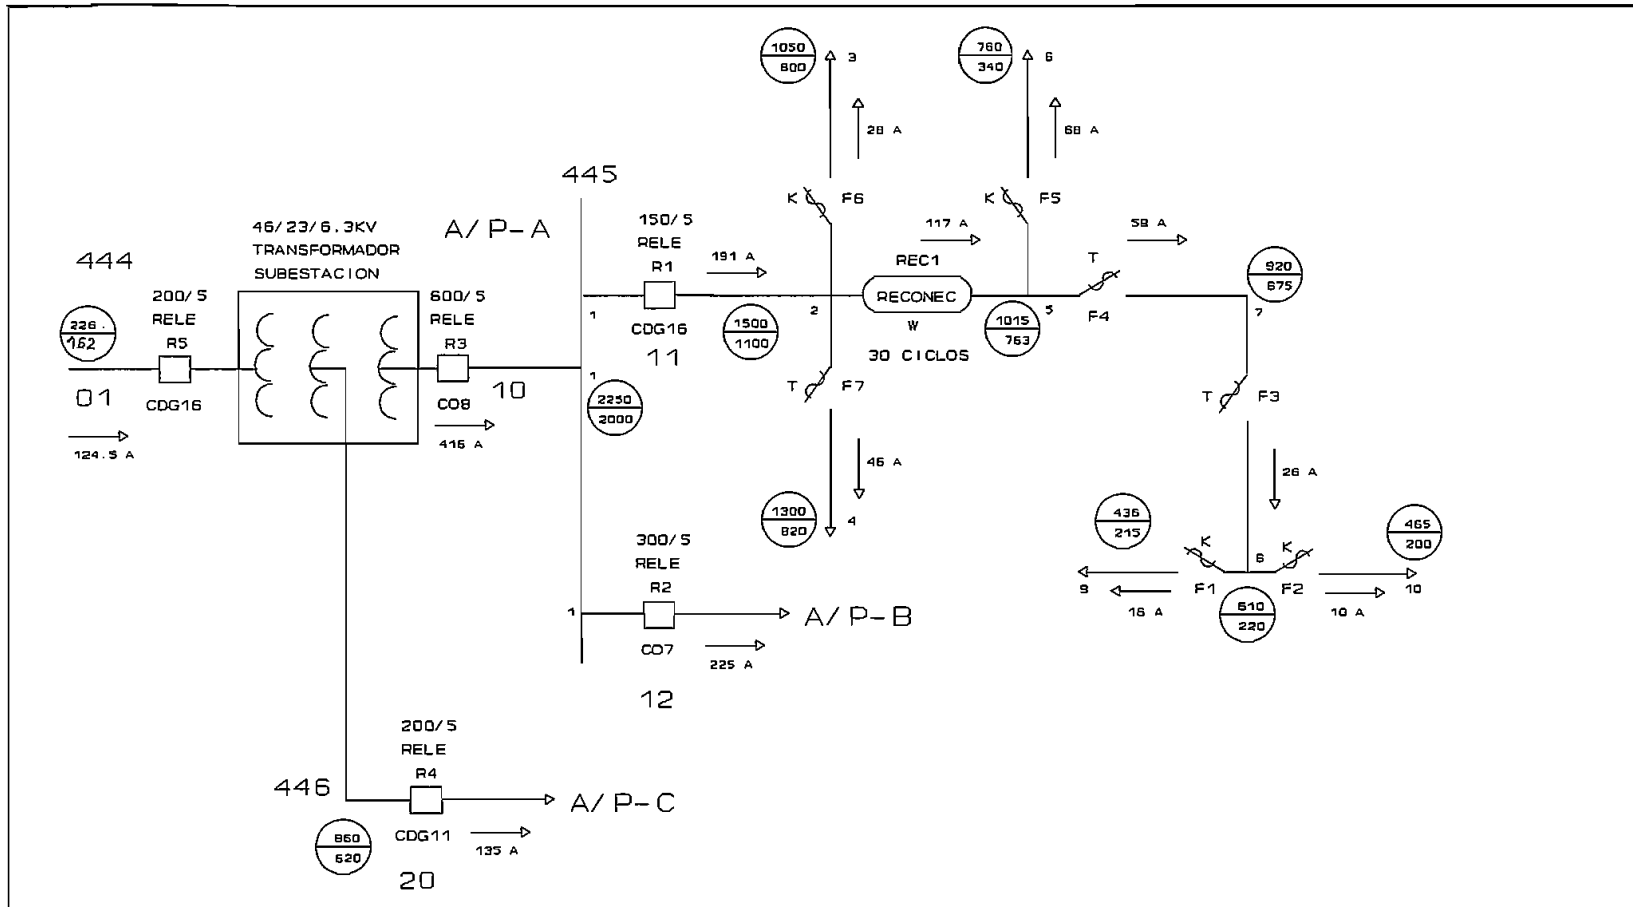 1050
800
3
28 A
K
F6
760
340
6
68 A
K
F5
445
A/P-A
46/23/6.3KV
TRANSFORMADOR
SUBESTACION
444
200/5
RELE
R5
226.
162
01
CDG16
124.5 A
600/5
RELE
R3
CO8
10
416 A
1
2250
2000
150/5
RELE
R1
191 A
1
CDG16
11
1500
1100
2
117 A
REC1
RECONEC
W
30 CICLOS
1015
763
5
58 A
T
F4
920
675
7
T
F7
46 A
1300
820
4
T
F3
26 A
436
215
K
9
16 A
F1
6
610
220
K
F2
465
200
10 A
10
300/5
RELE
R2
1
CO7
A/P-B
225 A
12
200/5
RELE
R4
446
A/P-C
CDG11
135 A
860
620
20